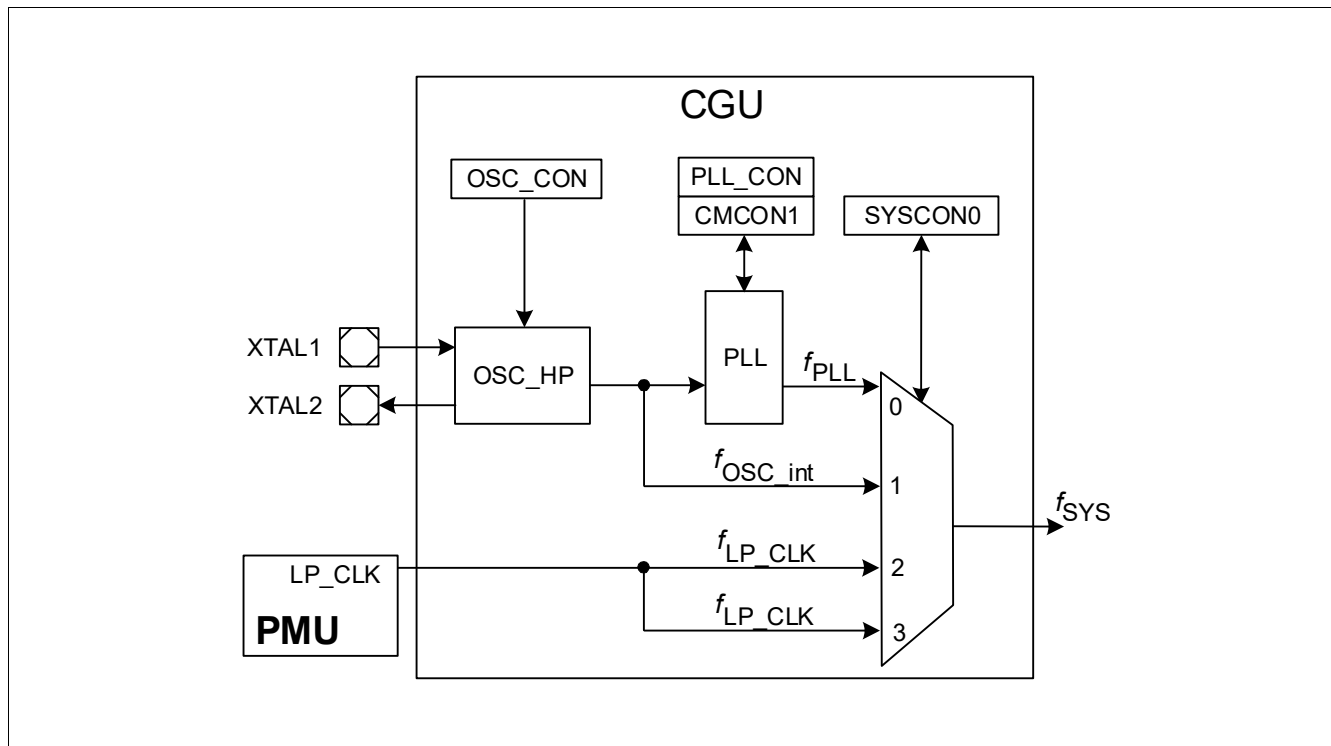 CGU
OSC_CON
PLL_CON
CMCON1
SYSCON0
XTAL1
XTAL2
OSC_HP
PLL
fPLL
0
fOSC_int
1
fSYS
fLP_CLK
2
LP_CLK
PMU
fLP_CLK
3